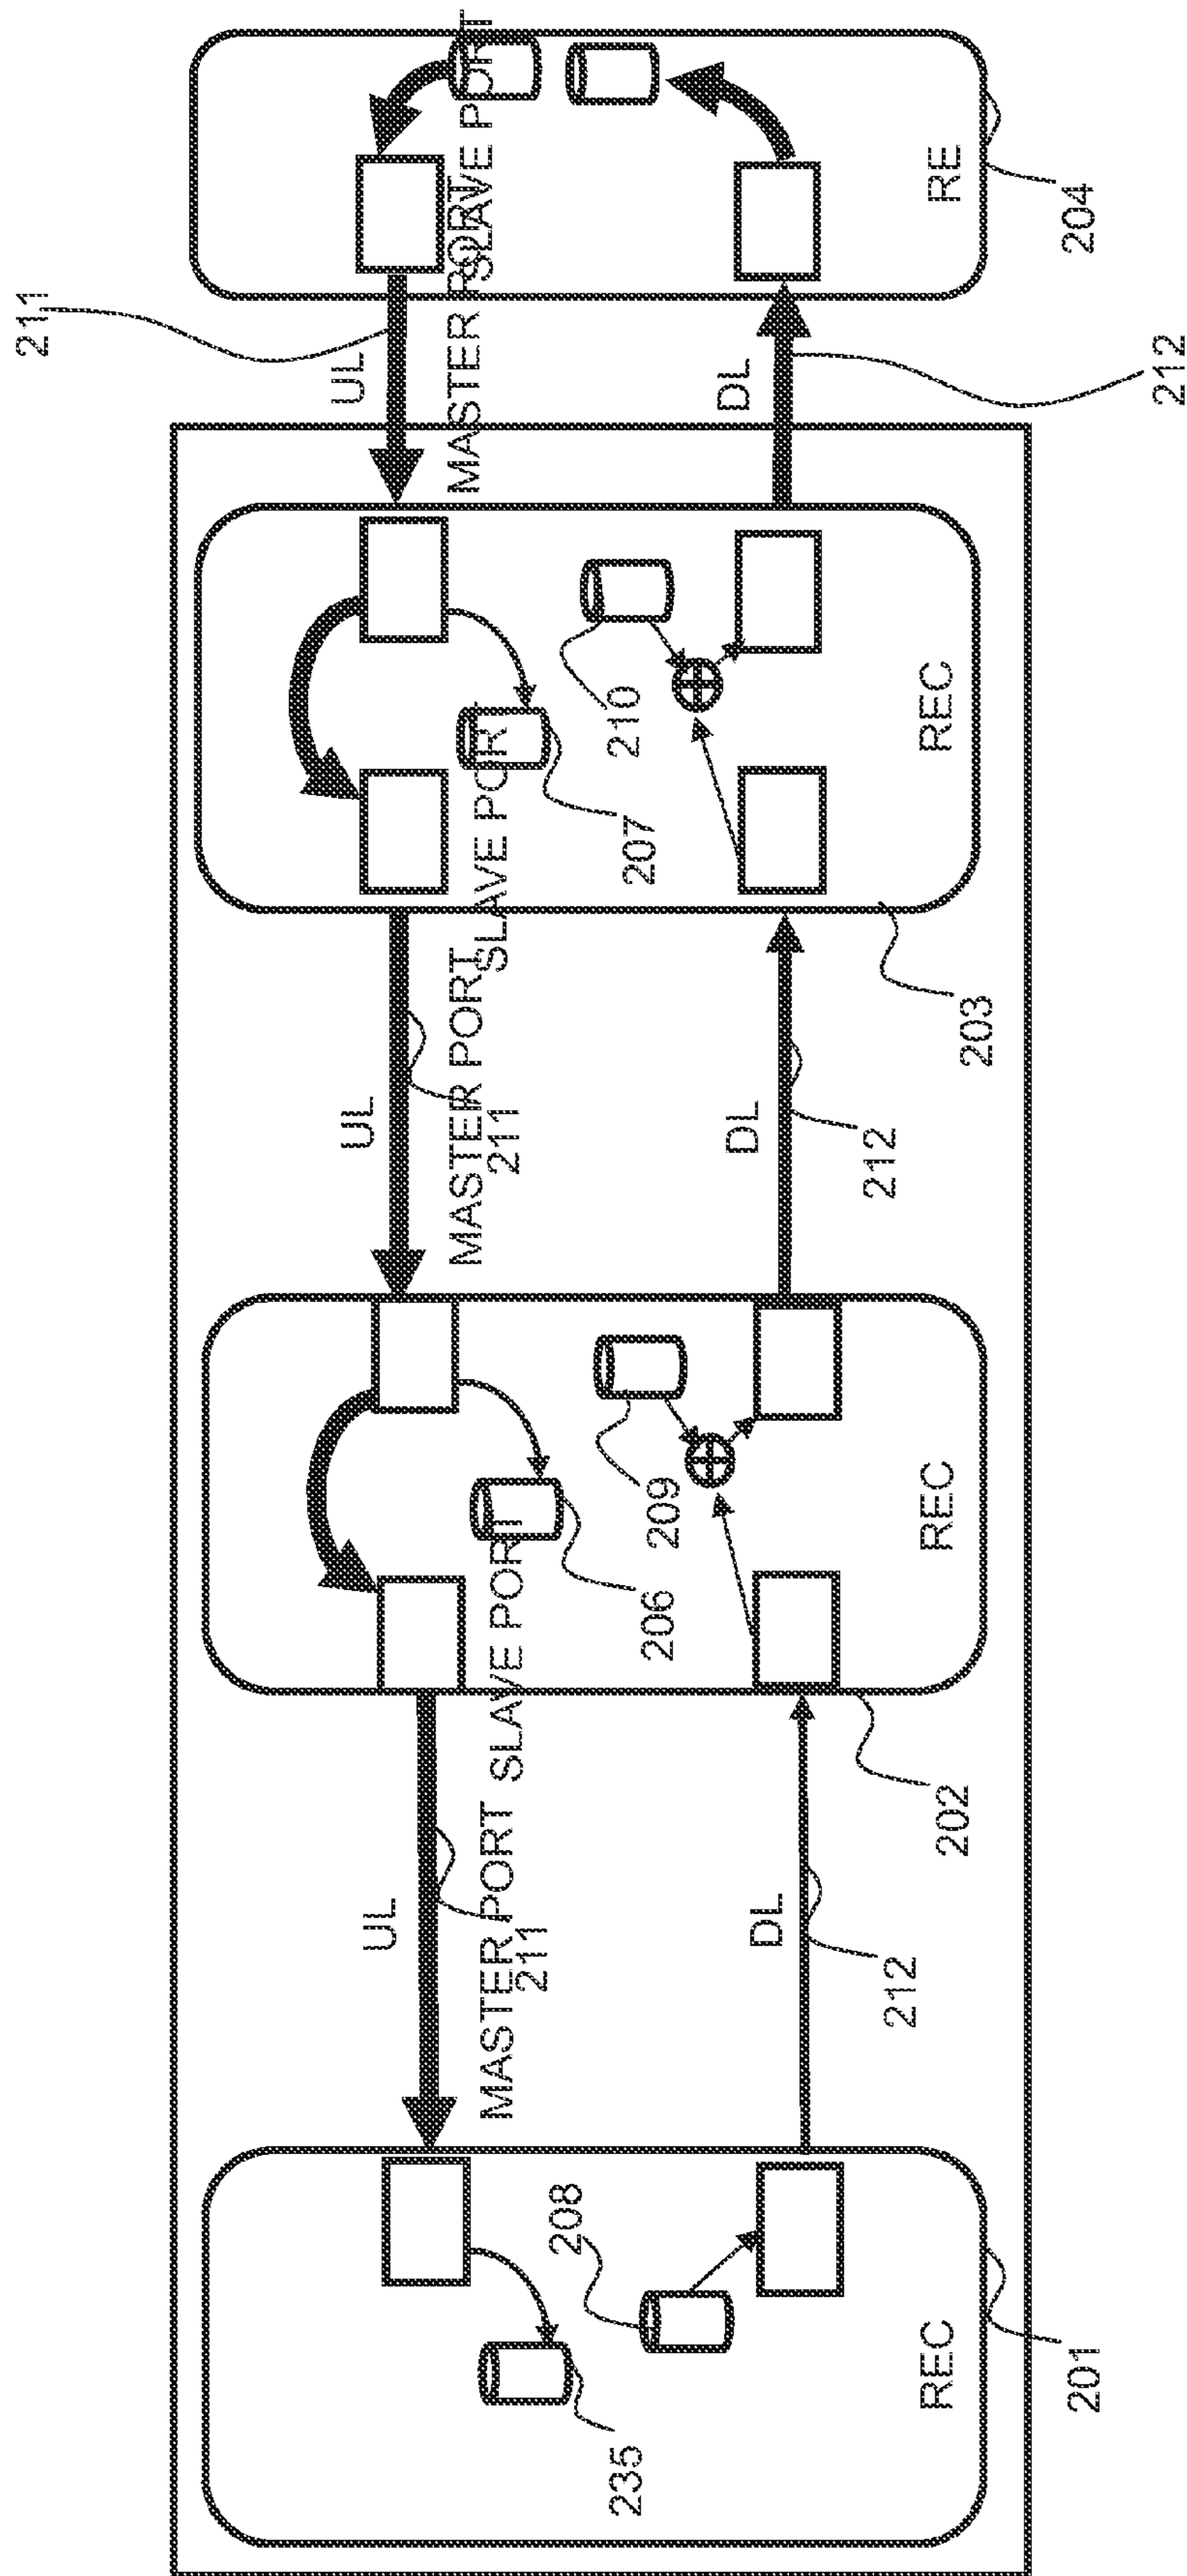 211
UL
MASTER PORT
SLAVE PORT
DL
212
RE
204
210
207
SLAVE PORT
REC
203
UL
MASTER PORT
211
DL
212
209
206
SLAVE PORT
REC
202
UL
MASTER PORT
211
DL
212
208
235
REC
201